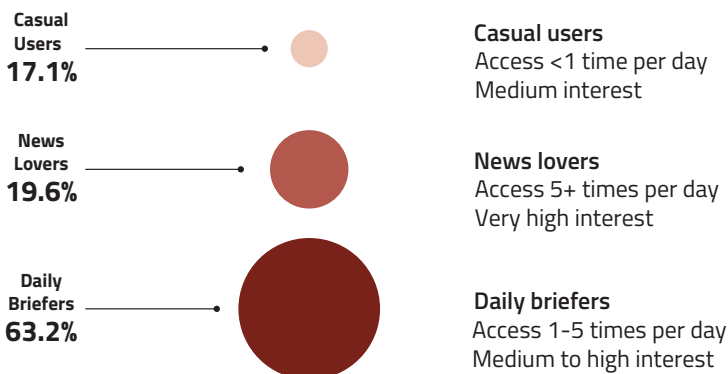 Casual
Users
17.1%
Casual users
Access <1 time per day
Medium interest
News
Lovers
19.6%
News lovers
Access 5+ times per day
Very high interest
Daily
Briefers
63.2%
Daily briefers
Access 1-5 times per day
Medium to high interest